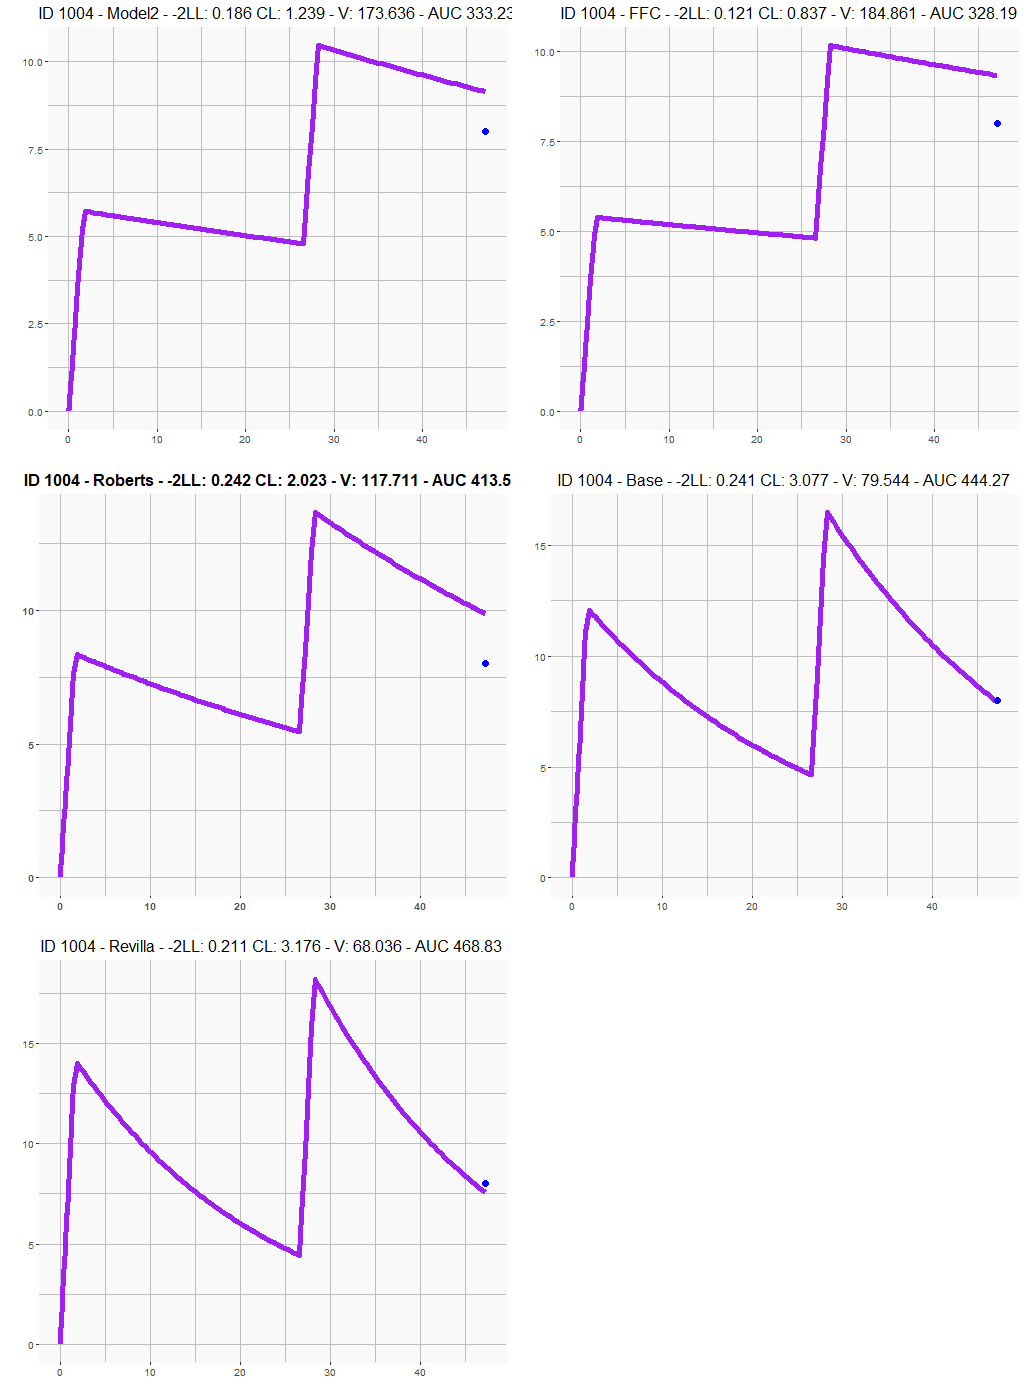 ID 1004 - Model2 - -2LL: 0.186 CL: 1.239 - V: 173.636 - AUC 333.23
10.0
7.5
5.0
2.5
0.0
0 10 20 30 40
ID 1004 - FFC - -2LL: 0.121 CL: 0.837 - V: 184.861 - AUC 328.19
10.0
7.5
5.0
2.5
0.0
0 10 20 30 40
ID 1004 - Roberts - -2LL: 0.242 CL: 2.023 - V: 117.711 - AUC 413.5
10
5
0
0 10 20 30 40
ID 1004 - Base - -2LL: 0.241 CL: 3.077 - V: 79.544 - AUC 444.27
15
10
5
0
0 10 20 30 40
ID 1004 - Revilla - -2LL: 0.211 CL: 3.176 - V: 68.036 - AUC 468.83
15
10
5
0
0 10 20 30 40